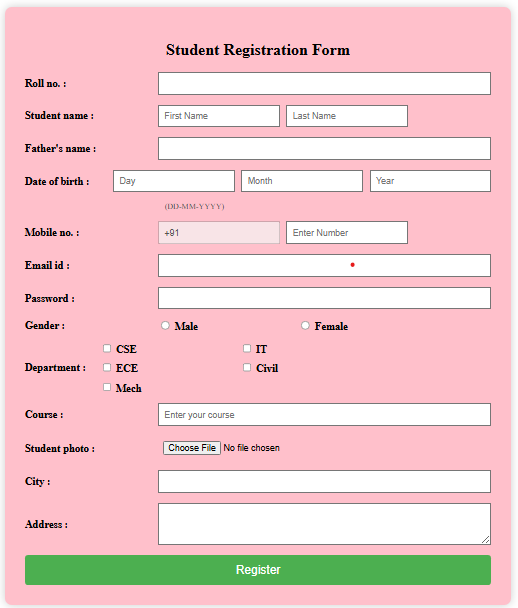 Student Registration Form
Roll no. :
Student name : First Name Last Name
Father's name :
Date of birth : Day Month Year
(DD-MM-YYYY)
Mobile no. : +91 Enter Number
Email id :
Password :
Gender : Male Female
CSE IT
Department : ECE Civil
Mech
Course : Enter your course
Student photo : Choose File No file chosen
City :
Address :
Register